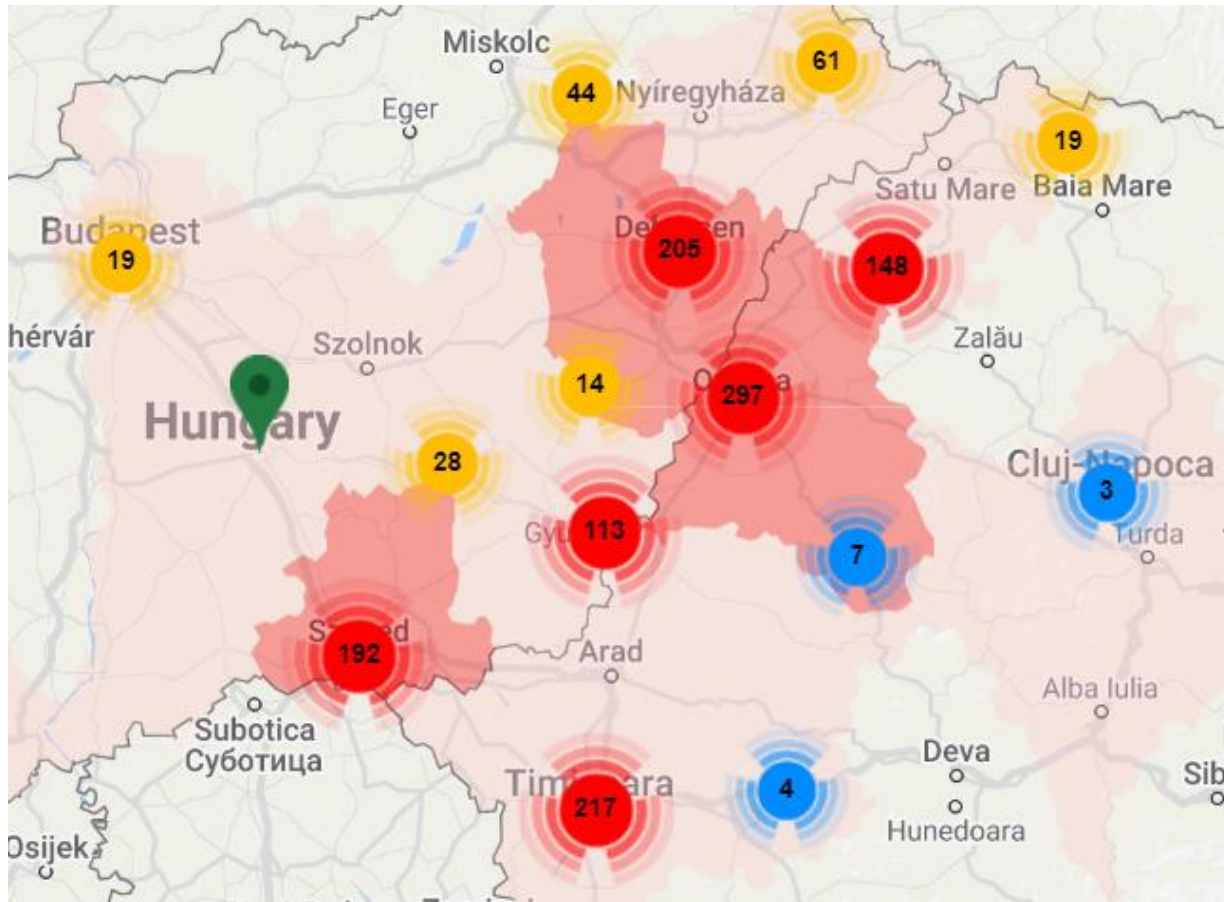 Miskolc
61
44
Nyíregyháza
Eger
19
Satu Mare
Baia Mare
Budapest
205
148
19
hérvár
Szolnok
Zalău
14
297
Hungary
28
Cluj-Napoca
3
113
Turda
7
192
Arad
Alba Iulia
Subotica
Суботица
Deva
4
Sib
217
Hunedoara
Osijek